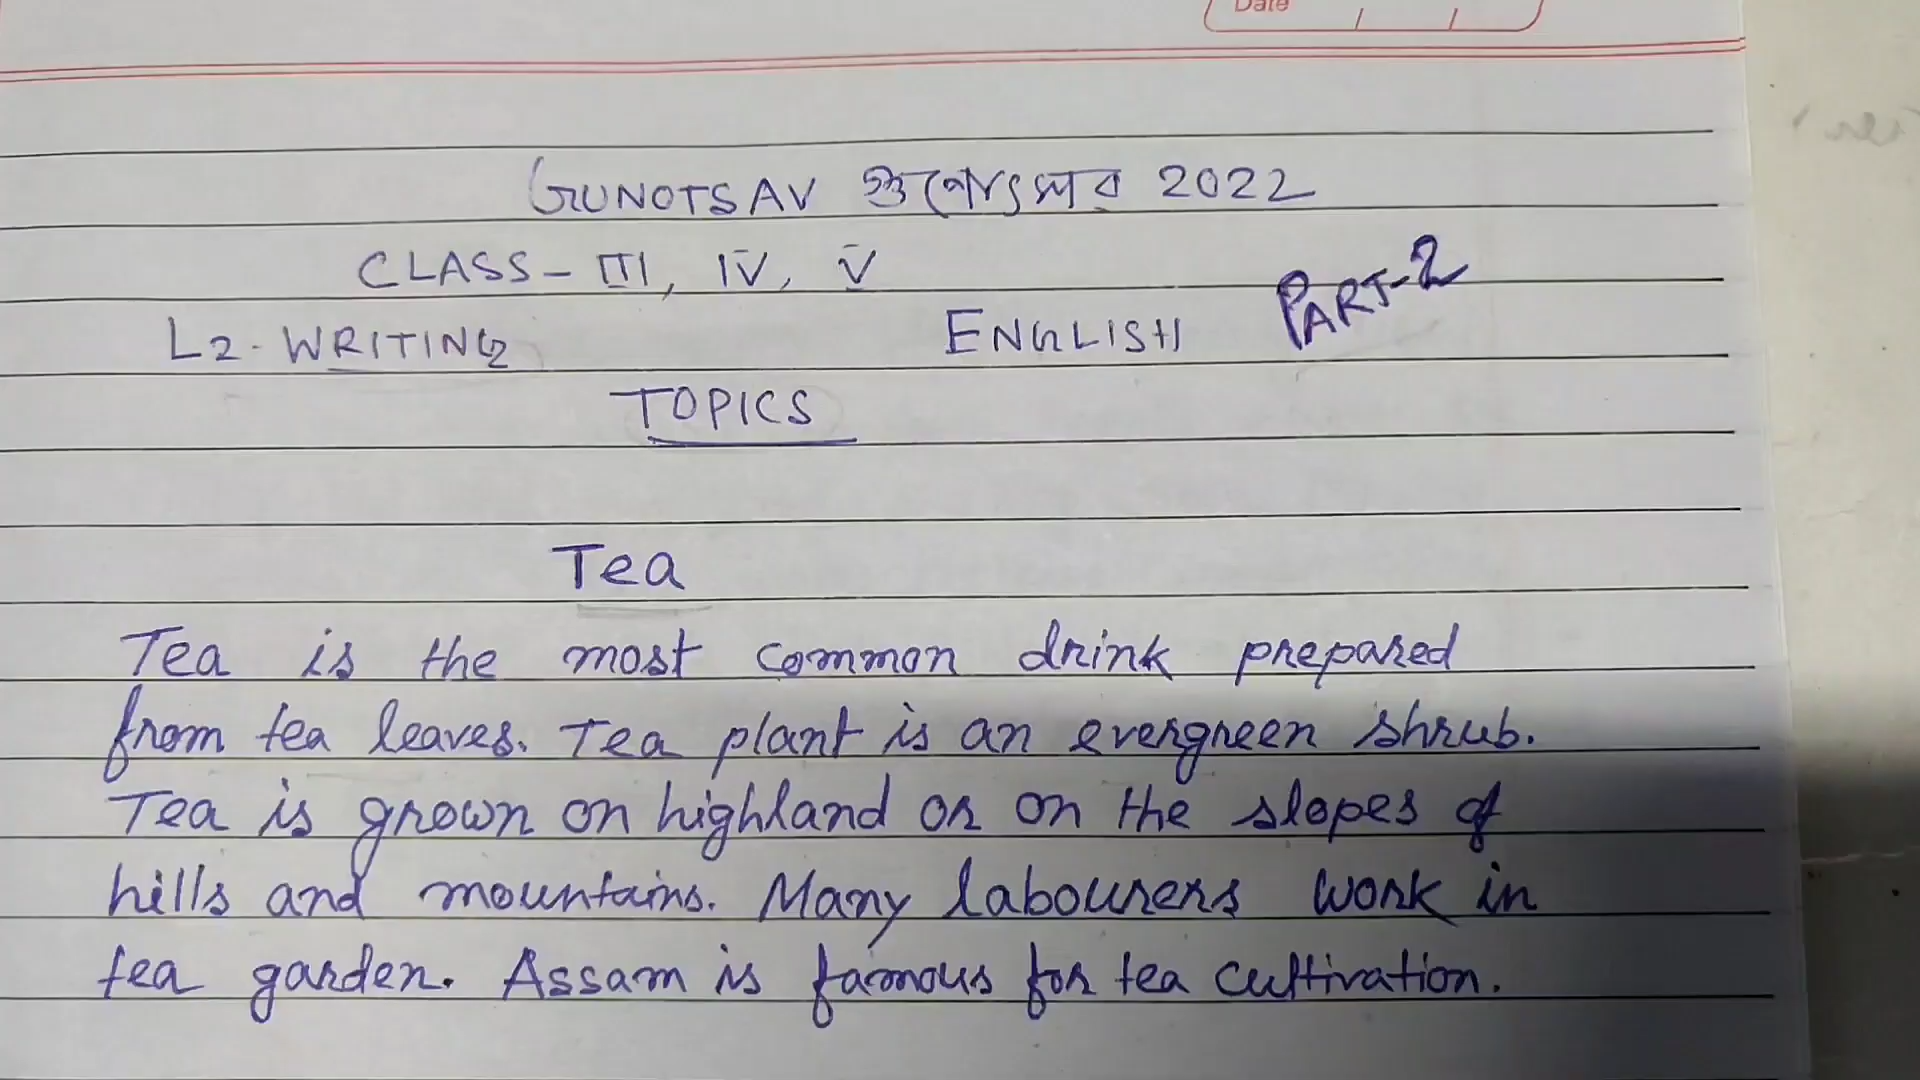 Date
GUNOTSAV গুণোৎসৱ 2022
CLASS- III, IV, V
PART-2
L2- WRITING ENGLISH
TOPICS
Tea
Tea is the most common drink prepared
from tea leaves. Tea plant is an evergreen shrub.
Tea is grown on highland or on the slopes of
hills and mountains. Many labourers work in
tea garden. Assam is famous for tea cultivation.